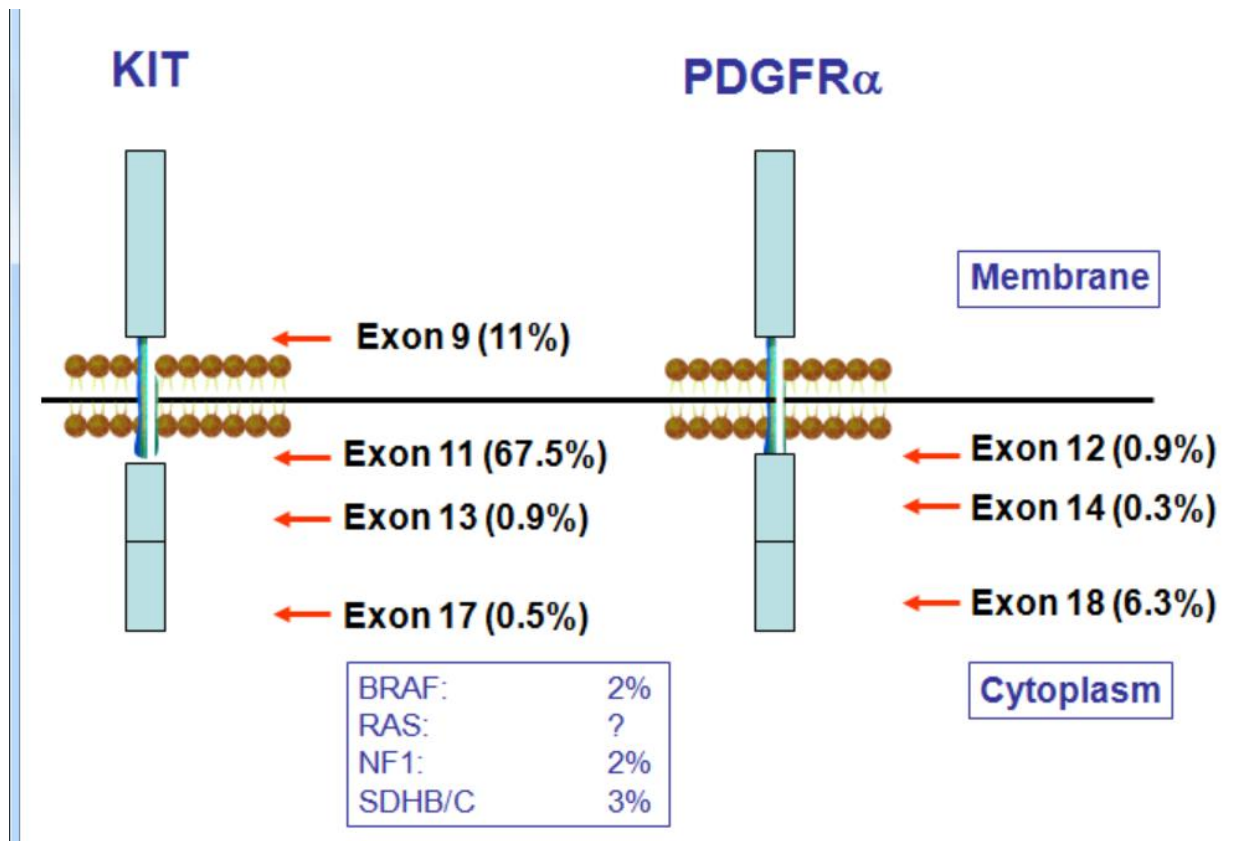 KIT
PDGFRα
Membrane
Exon 9 (11%)
Exon 11 (67.5%)
Exon 12 (0.9%)
Exon 13 (0.9%)
Exon 14 (0.3%)
Exon 17 (0.5%)
Exon 18 (6.3%)
BRAF: 2%
RAS: ?
NF1: 2%
SDHB/C 3%
Cytoplasm